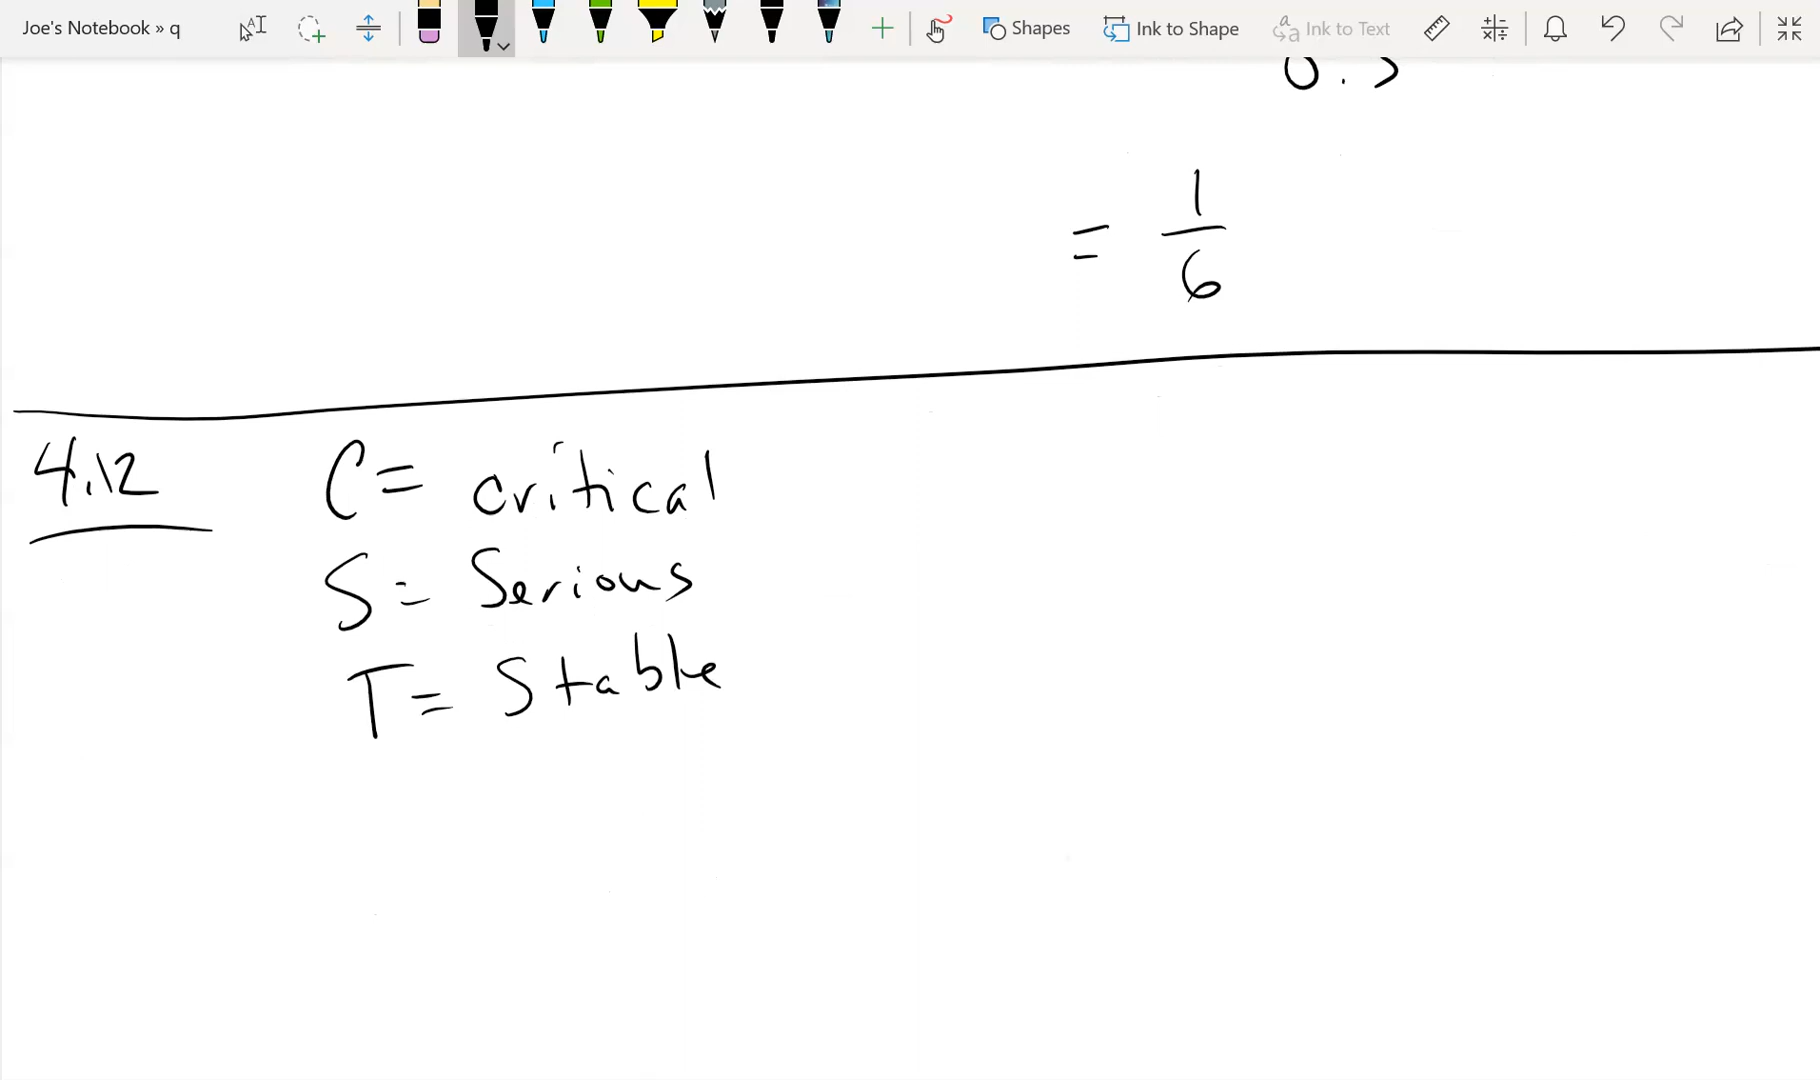 Joe's Notebook » q
Shapes
Ink to Shape
Ink to Text
= 1/6
4.12
C = critical
S = Serious
T = Stable